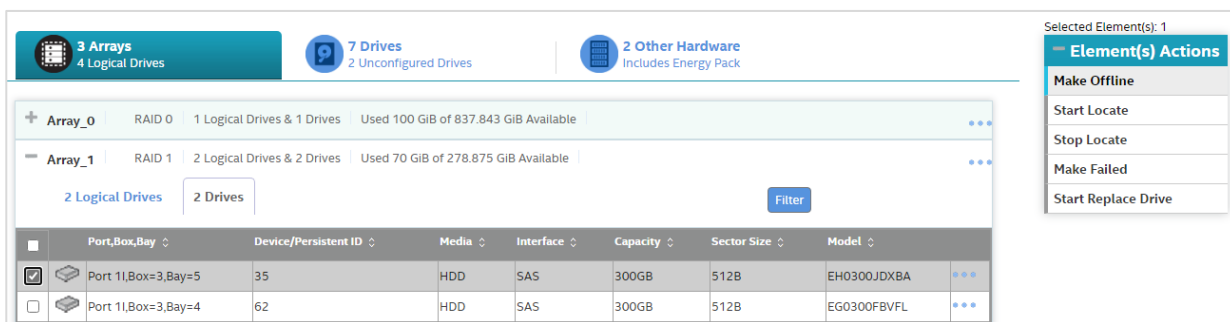 Selected Element(s): 1
3 Arrays
4 Logical Drives
7 Drives
2 Unconfigured Drives
2 Other Hardware
Includes Energy Pack
Element(s) Actions
Make Offline
Start Locate
Stop Locate
Make Failed
Start Replace Drive
Array_0 RAID 0 1 Logical Drives & 1 Drives Used 100 GiB of 837.843 GiB Available
Array_1 RAID 1 2 Logical Drives & 2 Drives Used 70 GiB of 278.875 GiB Available
2 Logical Drives 2 Drives Filter
Port,Box,Bay Device/Persistent ID Media Interface Capacity Sector Size Model
Port 1I,Box=3,Bay=5 35 HDD SAS 300GB 512B EH0300JDXBA
Port 1I,Box=3,Bay=4 62 HDD SAS 300GB 512B EG0300FBVFL